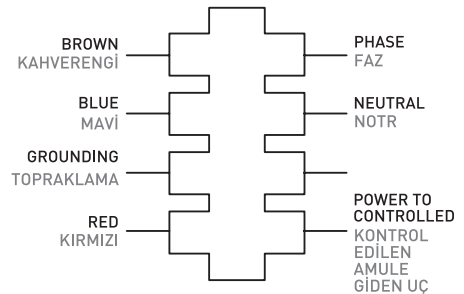 BROWN
KAHVERENGİ
PHASE
FAZ
BLUE
MAVİ
NEUTRAL
NOTR
GROUNDING
TOPRAKLAMA
RED
KIRMIZI
POWER TO
CONTROLLED
KONTROL
EDİLEN
AMULE
GİDEN UÇ